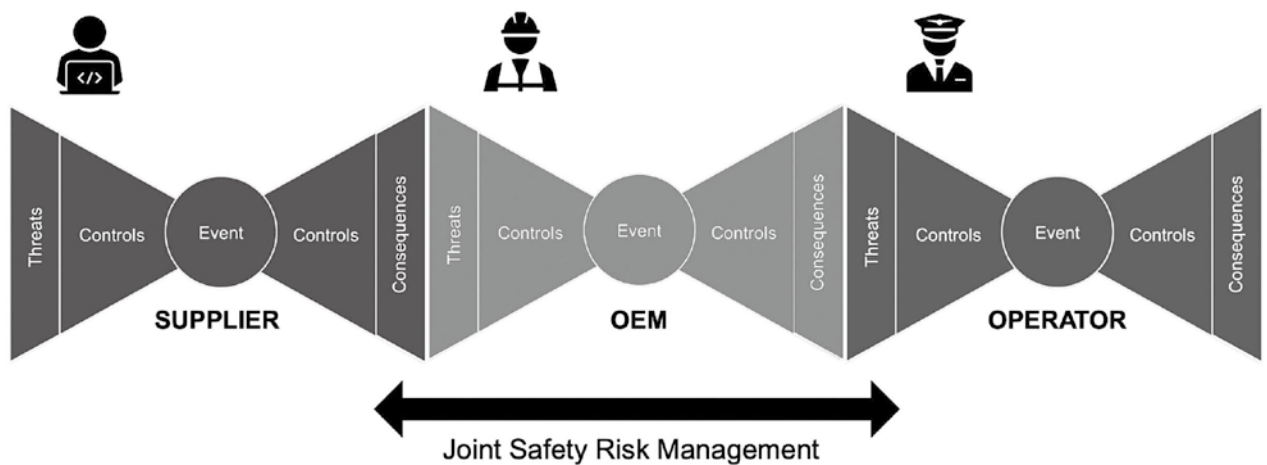 </>
Threats
Controls
Event
Controls
Consequences
SUPPLIER
Threats
Controls
Event
Controls
Consequences
OEM
Threats
Controls
Event
Controls
Consequences
OPERATOR
Joint Safety Risk Management